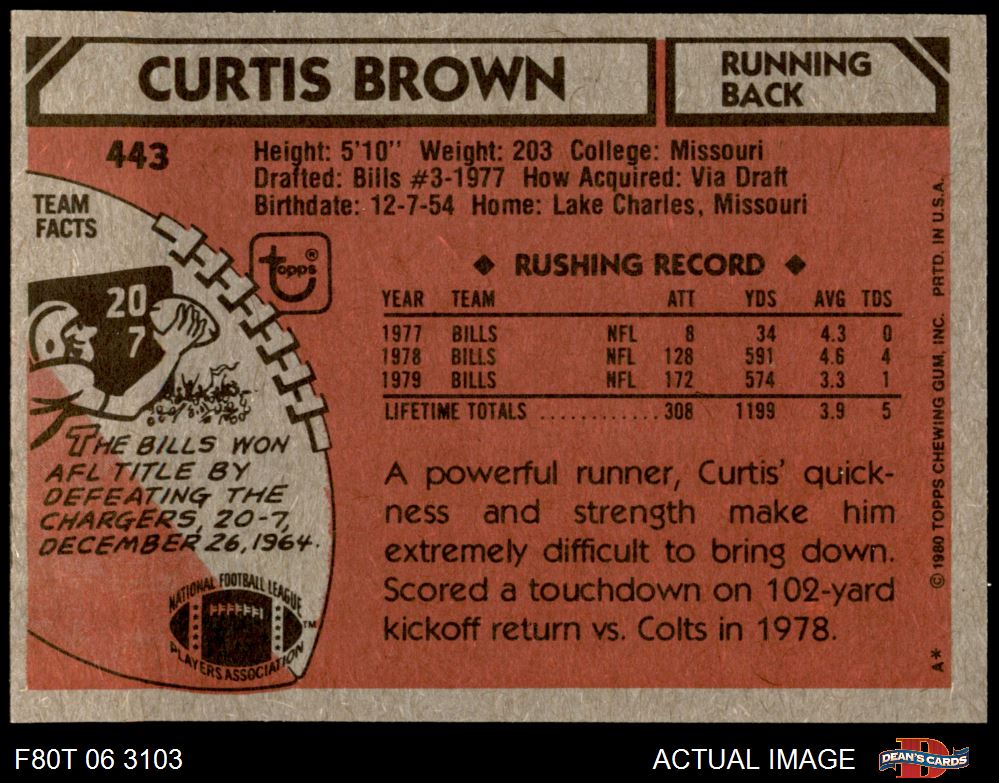 CURTIS BROWN
RUNNING
BACK
443
Height: 5'10" Weight: 203 College: Missouri
Drafted: Bills #3-1977 How Acquired: Via Draft
Birthdate: 12-7-54 Home: Lake Charles, Missouri
TEAM
FACTS
topps®
20
7
THE BILLS WON
AFL TITLE BY
DEFEATING THE
CHARGERS, 20-7,
DECEMBER 26, 1964.
NATIONAL FOOTBALL LEAGUE
PLAYERS ASSOCIATION
TM
◆ RUSHING RECORD ◆
YEAR TEAM ATT YDS AVG TDS
1977 BILLS NFL 8 34 4.3 0
1978 BILLS NFL 128 591 4.6 4
1979 BILLS NFL 172 574 3.3 1
LIFETIME TOTALS ............ 308 1199 3.9 5
A powerful runner, Curtis' quick-
ness and strength make him
extremely difficult to bring down.
Scored a touchdown on 102-yard
kickoff return vs. Colts in 1978.
A* © 1980 TOPPS CHEWING GUM, INC. PRTD. IN U.S.A.
F80T 06 3103
ACTUAL IMAGE
D
DEAN'S CARDS